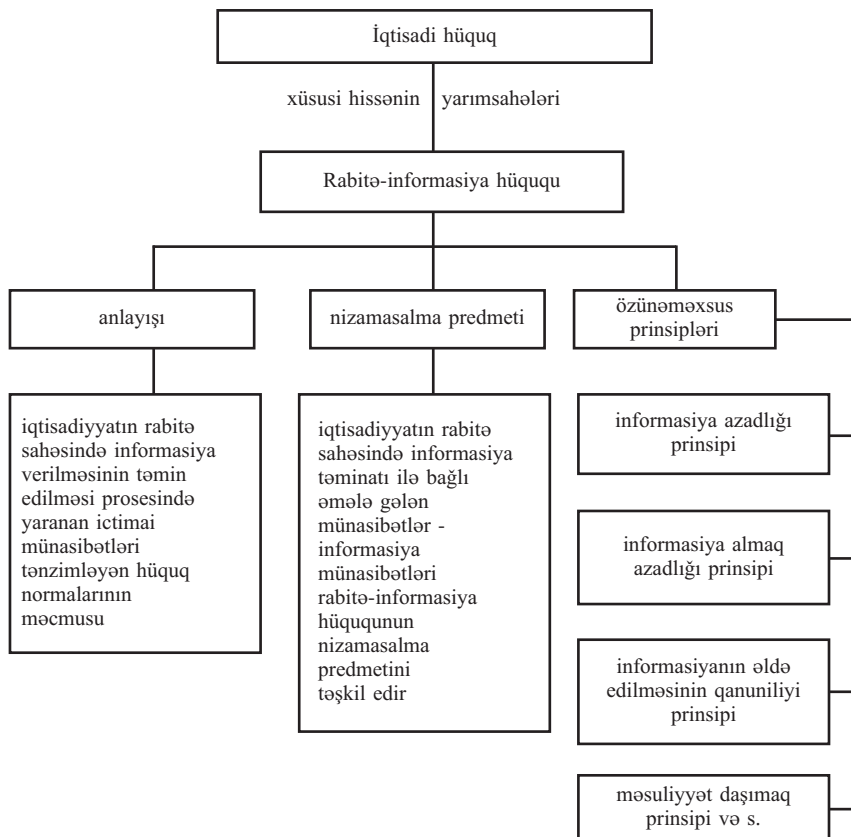 İqtisadi hüquq
xüsusi hissənin yarımsahələri
Rabitə-informasiya hüququ
anlayışı
nizamasalma predmeti
özünəməxsus
prinsipləri
iqtisadiyyatın rabitə
sahəsində informasiya
verilməsinin təmin
edilməsi prosesində
yaranan ictimai
münasibətləri
tənzimləyən hüquq
normalarının
məcmusu
iqtisadiyyatın rabitə
sahəsində informasiya
təminatı ilə bağlı
əmələ gələn
münasibətlər -
informasiya
münasibətləri
rabitə-informasiya
hüququnun
nizamasalma
predmetini
təşkil edir
informasiya azadlığı
prinsipi
informasiya almaq
azadlığı prinsipi
informasiyanın əldə
edilməsinin qanuniliyi
prinsipi
məsuliyyət daşımaq
prinsipi və s.